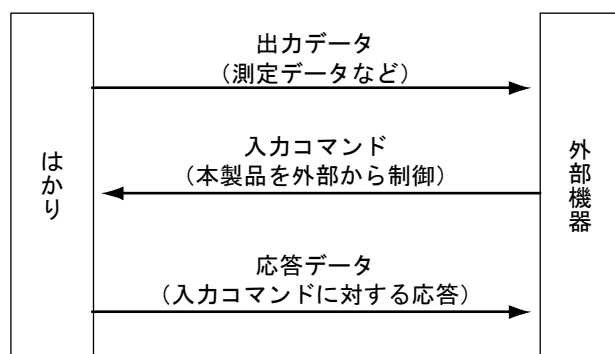 はかり
出力データ
（測定データなど）
入力コマンド
（本製品を外部から制御）
応答データ
（入力コマンドに対する応答）
外部機器